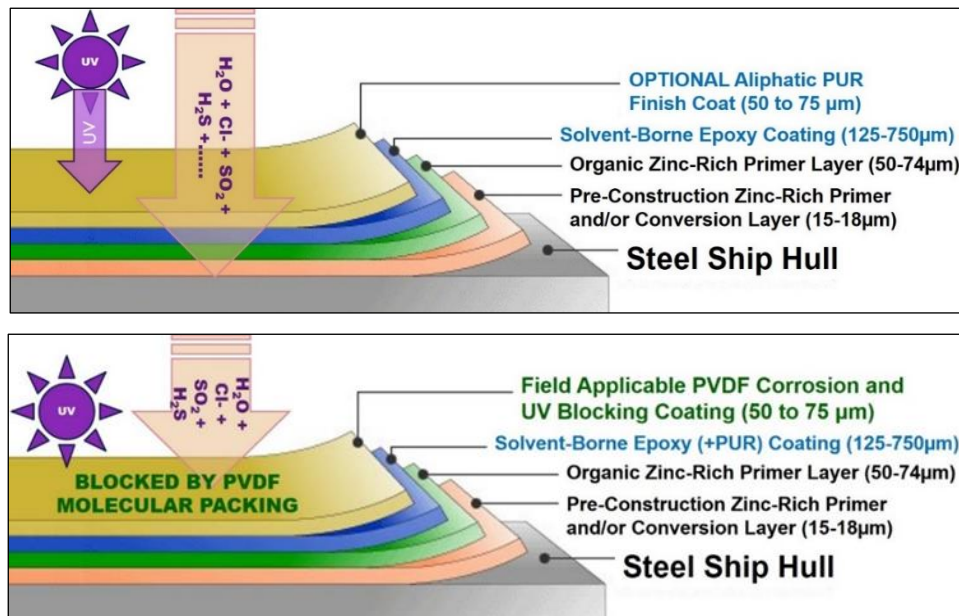 UV
UV
H₂O + Cl- + SO₂ +
H₂S +......
OPTIONAL Aliphatic PUR
Finish Coat (50 to 75 µm)
Solvent-Borne Epoxy Coating (125-750µm)
Organic Zinc-Rich Primer Layer (50-74µm)
Pre-Construction Zinc-Rich Primer
and/or Conversion Layer (15-18µm)
Steel Ship Hull
UV
H₂O +
Cl- +
SO₂ +
H₂S
BLOCKED BY PVDF
MOLECULAR PACKING
Field Applicable PVDF Corrosion and
UV Blocking Coating (50 to 75 µm)
Solvent-Borne Epoxy (+PUR) Coating (125-750µm)
Organic Zinc-Rich Primer Layer (50-74µm)
Pre-Construction Zinc-Rich Primer
and/or Conversion Layer (15-18µm)
Steel Ship Hull